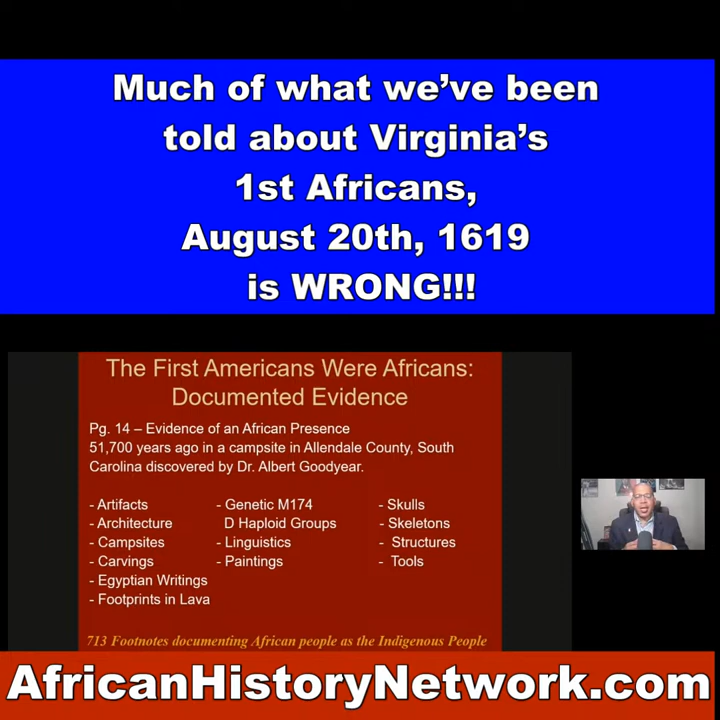 Much of what we've been
told about Virginia's
1st Africans,
August 20th, 1619
is WRONG!!!
The First Americans Were Africans:
Documented Evidence
Pg. 14 – Evidence of an African Presence
51,700 years ago in a campsite in Allendale County, South
Carolina discovered by Dr. Albert Goodyear.
- Artifacts
- Architecture
- Campsites
- Carvings
- Egyptian Writings
- Footprints in Lava
- Genetic M174
D Haploid Groups
- Linguistics
- Paintings
- Skulls
- Skeletons
- Structures
- Tools
713 Footnotes documenting African people as the Indigenous People
AfricanHistoryNetwork.com